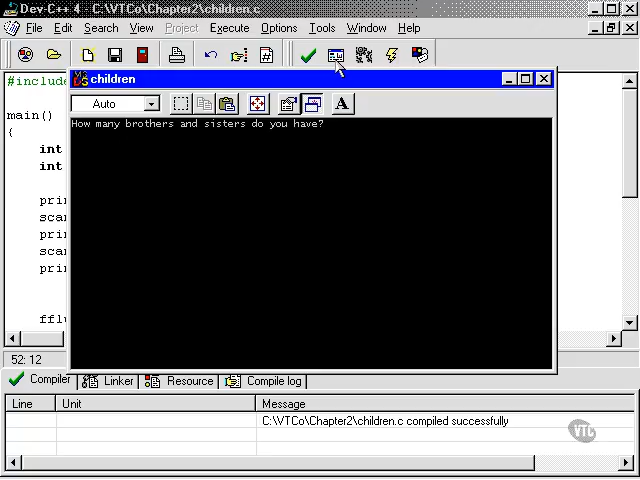 Dev-C++ 4 - C:\VTCo\Chapter2\children.c
File Edit Search View Project Execute Options Tools Window Help
children
Auto
A
How many brothers and sisters do you have?
#include
main()
{
int
int
prin
scan
prin
scan
prin
fflu
52: 12
Compiler Linker Resource Compile log
Line Unit Message
C:\VTCo\Chapter2\children.c compiled successfully
VTC